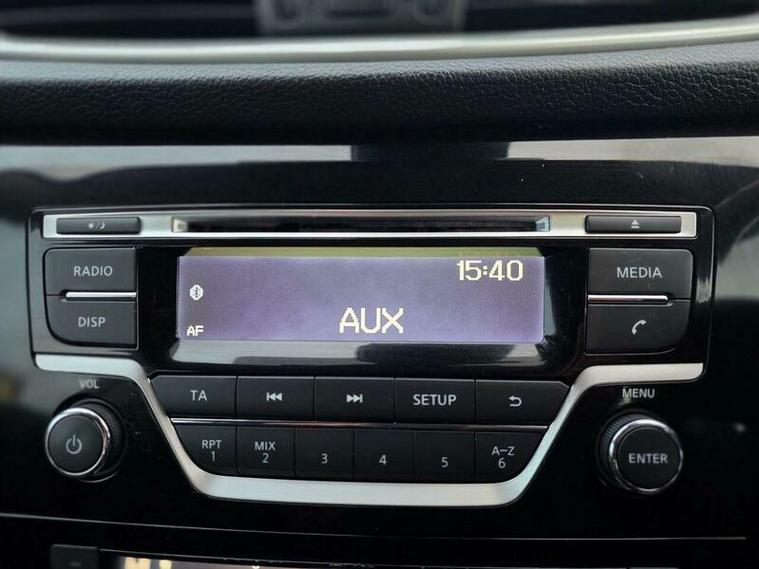 RADIO
MEDIA
15:40
DISP
AF
AUX
VOL
TA
SETUP
MENU
RPT
1
MIX
2
3
4
5
A–Z
6
ENTER